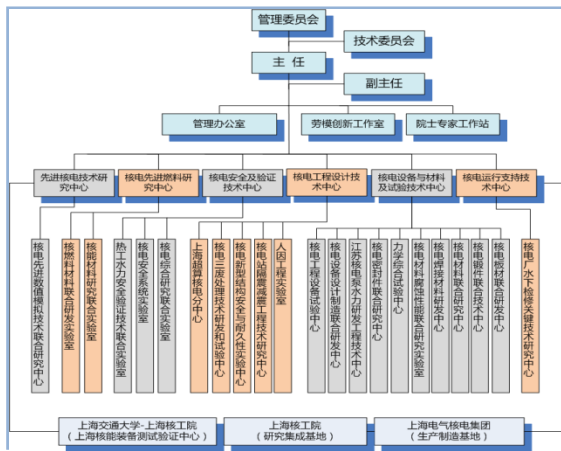 管理委员会
技术委员会
主 任
副主任
管理办公室
劳模创新工作室
院士专家工作站
先进核电技术研
究中心
核电先进燃料研
究中心
核电安全及验证
技术中心
核电工程设计技
术中心
核电设备与材料
及试验技术中心
核电运行支持技
术中心
核电先进数值模拟技术联合研究中心
核燃料材料联合研发实验室
核能材料研究联合实验室
热工水力安全验证技术联合实验室
核电安全系统实验室
核电综合研究联合实验室
上海超算核电分中心
核电三废处理技术研发和试验中心
核电新型结构安全与耐久性实验中心
核电站隔震减震工程技术研究中心
人因工程实验室
核电工程设备试验中心
核电设备设计制造联合研发中心
江苏核电泵水力研发工程技术中心
核电密封件联合研究中心
力学综合试验中心
核电材料腐蚀性能联合研究实验室
核电焊接材料研发中心
核电材料联合研究中心
核电锻件联合技术中心
核电板材联合研发中心
核电厂水下检修关键技术研究中心
上海交通大学-上海核工院
（上海核能装备测试验证中心）
上海核工院
（研究集成基地）
上海电气核电集团
（生产制造基地）